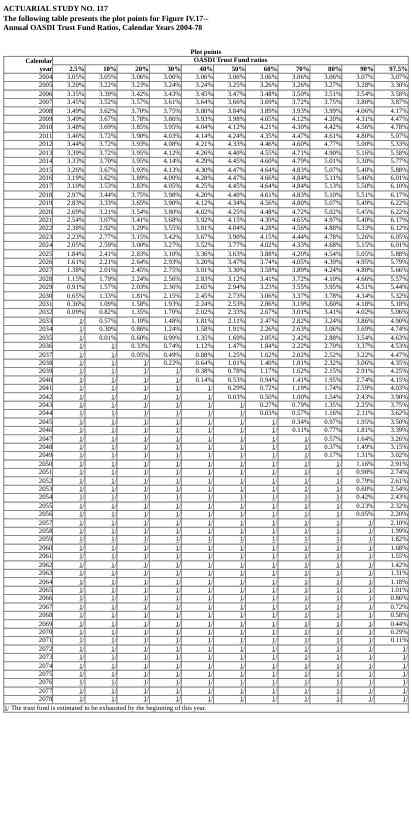 ACTUARIAL STUDY NO. 117
The following table presents the plot points for Figure IV.17--
Annual OASDI Trust Fund Ratios, Calendar Years 2004-78
Plot points
Calendar year OASDI Trust Fund ratios
2.5% 10% 20% 30% 40% 50% 60% 70% 80% 90% 97.5%
2004 3.05% 3.05% 3.06% 3.06% 3.06% 3.06% 3.06% 3.06% 3.06% 3.07% 3.07%
2005 3.20% 3.22% 3.23% 3.24% 3.24% 3.25% 3.26% 3.26% 3.27% 3.28% 3.30%
2006 3.35% 3.39% 3.42% 3.43% 3.45% 3.47% 3.48% 3.50% 3.51% 3.54% 3.58%
2007 3.45% 3.52% 3.57% 3.61% 3.64% 3.66% 3.69% 3.72% 3.75% 3.80% 3.87%
2008 3.49% 3.62% 3.70% 3.75% 3.80% 3.84% 3.89% 3.93% 3.99% 4.06%
2009 3.49% 3.67% 3.78% 3.86% 3.93% 3.98% 4.05% 4.12% 4.20% 4.31% 4.47%
2010 3.48% 3.69% 3.85% 3.95% 4.04% 4.12% 4.21% 4.30% 4.42% 4.56% 4.78%
2011 3.46% 3.72% 3.90% 4.03% 4.14% 4.24% 4.35% 4.47% 4.61% 4.80% 5.07%
2012 3.44% 3.72% 3.93% 4.08% 4.21% 4.33% 4.46% 4.60% 4.77% 5.00% 5.33%
2013 3.39% 3.72% 3.95% 4.12% 4.26% 4.40% 4.55% 4.71% 4.90% 5.16% 5.58%
2014 3.33% 3.70% 3.95% 4.14% 4.29% 4.45% 4.60% 4.79% 5.01% 5.30% 5.77%
2015 3.26% 3.67% 3.93% 4.13% 4.30% 4.47% 4.64% 4.83% 5.07% 5.40% 5.88%
2016 3.19% 3.62% 3.89% 4.09% 4.28% 4.47% 4.66% 4.85% 5.11% 5.46% 6.01%
2017 3.10% 3.53% 3.83% 4.05% 4.25% 4.45% 4.64% 4.84% 5.13% 5.50% 6.10%
2018 2.97% 3.44% 3.75% 3.98% 4.20% 4.40% 4.61% 4.83% 5.10% 5.51% 6.17%
2019 2.83% 3.33% 3.65% 3.90% 4.12% 4.34% 4.56% 4.80% 5.07% 5.49% 6.22%
2020 2.69% 3.21% 3.54% 3.80% 4.02% 4.25% 4.48% 4.72% 5.02% 5.45% 6.22%
2021 2.54% 3.07% 3.41% 3.68% 3.92% 4.15% 4.39% 4.65% 4.97% 5.40% 6.17%
2022 2.38% 2.92% 3.29% 3.55% 3.81% 4.04% 4.28% 4.56% 4.88% 5.33% 6.12%
2023 2.23% 2.77% 3.15% 3.42% 3.67% 3.90% 4.15% 4.44% 4.78% 5.26% 6.05%
2024 2.05% 2.59% 3.00% 3.27% 3.52% 3.77% 4.02% 4.33% 4.68% 5.15% 6.01%
2025 1.84% 2.41% 2.83% 3.10% 3.36% 3.63% 3.88% 4.20% 4.54% 5.05% 5.88%
2026 1.61% 2.21% 2.64% 2.93% 3.20% 3.47% 3.74% 4.05% 4.39% 4.95% 5.79%
2027 1.38% 2.01% 2.45% 2.75% 3.01% 3.30% 3.58% 3.89% 4.24% 4.80% 5.66%
2028 1.15% 1.79% 2.24% 2.56% 2.83% 3.12% 3.41% 3.72% 4.10% 4.66% 5.57%
2029 0.91% 1.57% 2.03% 2.36% 2.65% 2.94% 3.23% 3.55% 3.95% 4.51% 5.44%
2030 0.65% 1.33% 1.81% 2.15% 2.45% 2.73% 3.06% 3.37% 3.78% 4.34% 5.32%
2031 0.36% 1.09% 1.58% 1.93% 2.24% 2.53% 2.86% 3.19% 3.60% 4.18% 5.18%
2032 0.09% 0.82% 1.35% 1.70% 2.02% 2.33% 2.67% 3.01% 3.41% 4.02% 5.06%
2033 1/ 0.57% 1.10% 1.48% 1.81% 2.11% 2.47% 2.82% 3.24% 3.86% 4.90%
2034 1/ 0.30% 0.86% 1.24% 1.58% 1.91% 2.26% 2.63% 3.06% 3.69% 4.74%
2035 1/ 0.01% 0.60% 0.99% 1.35% 1.69% 2.05% 2.42% 2.88% 3.54% 4.63%
2036 1/ 1/ 0.33% 0.74% 1.12% 1.47% 1.84% 2.22% 2.70% 3.37% 4.53%
2037 1/ 1/ 0.05% 0.49% 0.88% 1.25% 1.62% 2.02% 2.52% 3.22% 4.47%
2038 1/ 1/ 1/ 0.22% 0.64% 1.01% 1.40% 1.81% 2.32% 3.06% 4.35%
2039 1/ 1/ 1/ 1/ 0.38% 0.78% 1.17% 1.62% 2.15% 2.91% 4.25%
2040 1/ 1/ 1/ 1/ 0.14% 0.53% 0.94% 1.41% 1.95% 2.74% 4.15%
2041 1/ 1/ 1/ 1/ 1/ 0.29% 0.72% 1.19% 1.74% 2.59% 4.03%
2042 1/ 1/ 1/ 1/ 1/ 0.03% 0.50% 1.00% 1.54% 2.43% 3.90%
2043 1/ 1/ 1/ 1/ 1/ 1/ 0.27% 0.79% 1.35% 2.25% 3.75%
2044 1/ 1/ 1/ 1/ 1/ 1/ 0.03% 0.57% 1.16% 2.11% 3.62%
2045 1/ 1/ 1/ 1/ 1/ 1/ 1/ 0.34% 0.97% 1.95% 3.50%
2046 1/ 1/ 1/ 1/ 1/ 1/ 1/ 0.11% 0.77% 1.81% 3.39%
2047 1/ 1/ 1/ 1/ 1/ 1/ 1/ 1/ 0.57% 1.64% 3.26%
2048 1/ 1/ 1/ 1/ 1/ 1/ 1/ 1/ 0.37% 1.49% 3.15%
2049 1/ 1/ 1/ 1/ 1/ 1/ 1/ 1/ 0.17% 1.31% 3.02%
2050 1/ 1/ 1/ 1/ 1/ 1/ 1/ 1/ 1/ 1.16% 2.91%
2051 1/ 1/ 1/ 1/ 1/ 1/ 1/ 1/ 1/ 0.98% 2.74%
2052 1/ 1/ 1/ 1/ 1/ 1/ 1/ 1/ 1/ 0.79% 2.61%
2053 1/ 1/ 1/ 1/ 1/ 1/ 1/ 1/ 1/ 0.60% 2.54%
2054 1/ 1/ 1/ 1/ 1/ 1/ 1/ 1/ 1/ 0.42% 2.43%
2055 1/ 1/ 1/ 1/ 1/ 1/ 1/ 1/ 1/ 0.23% 2.32%
2056 1/ 1/ 1/ 1/ 1/ 1/ 1/ 1/ 1/ 0.05% 2.20%
2057 1/ 1/ 1/ 1/ 1/ 1/ 1/ 1/ 1/ 1/ 2.10%
2058 1/ 1/ 1/ 1/ 1/ 1/ 1/ 1/ 1/ 1/ 1.99%
2059 1/ 1/ 1/ 1/ 1/ 1/ 1/ 1/ 1/ 1/ 1.82%
2060 1/ 1/ 1/ 1/ 1/ 1/ 1/ 1/ 1/ 1/ 1.68%
2061 1/ 1/ 1/ 1/ 1/ 1/ 1/ 1/ 1/ 1/ 1.55%
2062 1/ 1/ 1/ 1/ 1/ 1/ 1/ 1/ 1/ 1/ 1.42%
2063 1/ 1/ 1/ 1/ 1/ 1/ 1/ 1/ 1/ 1/ 1.31%
2064 1/ 1/ 1/ 1/ 1/ 1/ 1/ 1/ 1/ 1/ 1.18%
2065 1/ 1/ 1/ 1/ 1/ 1/ 1/ 1/ 1/ 1/ 1.01%
2066 1/ 1/ 1/ 1/ 1/ 1/ 1/ 1/ 1/ 1/ 0.86%
2067 1/ 1/ 1/ 1/ 1/ 1/ 1/ 1/ 1/ 1/ 0.72%
2068 1/ 1/ 1/ 1/ 1/ 1/ 1/ 1/ 1/ 1/ 0.58%
2069 1/ 1/ 1/ 1/ 1/ 1/ 1/ 1/ 1/ 1/ 0.44%
2070 1/ 1/ 1/ 1/ 1/ 1/ 1/ 1/ 1/ 1/ 0.29%
2071 1/ 1/ 1/ 1/ 1/ 1/ 1/ 1/ 1/ 1/ 0.11%
2072 1/ 1/ 1/ 1/ 1/ 1/ 1/ 1/ 1/ 1/ 1/
2073 1/ 1/ 1/ 1/ 1/ 1/ 1/ 1/ 1/ 1/ 1/
2074 1/ 1/ 1/ 1/ 1/ 1/ 1/ 1/ 1/ 1/ 1/
2075 1/ 1/ 1/ 1/ 1/ 1/ 1/ 1/ 1/ 1/ 1/
2076 1/ 1/ 1/ 1/ 1/ 1/ 1/ 1/ 1/ 1/ 1/
2077 1/ 1/ 1/ 1/ 1/ 1/ 1/ 1/ 1/ 1/ 1/
2078 1/ 1/ 1/ 1/ 1/ 1/ 1/ 1/ 1/ 1/ 1/
1/ The trust fund is estimated to be exhausted by the beginning of this year.